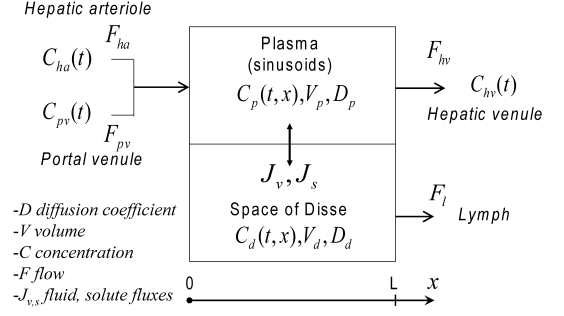 Hepatic arteriole
F_ha
C_ha(t)
C_pv(t)
F_pv
Portal venule
Plasma
(sinusoids)
C_p(t,x),V_p,D_p
J_v,J_s
Space of Disse
C_d(t,x),V_d,D_d
F_hv
C_hv(t)
Hepatic venule
F_l
Lymph
-D diffusion coefficient
-V volume
-C concentration
-F flow
-J_v,s fluid, solute fluxes
0 L x